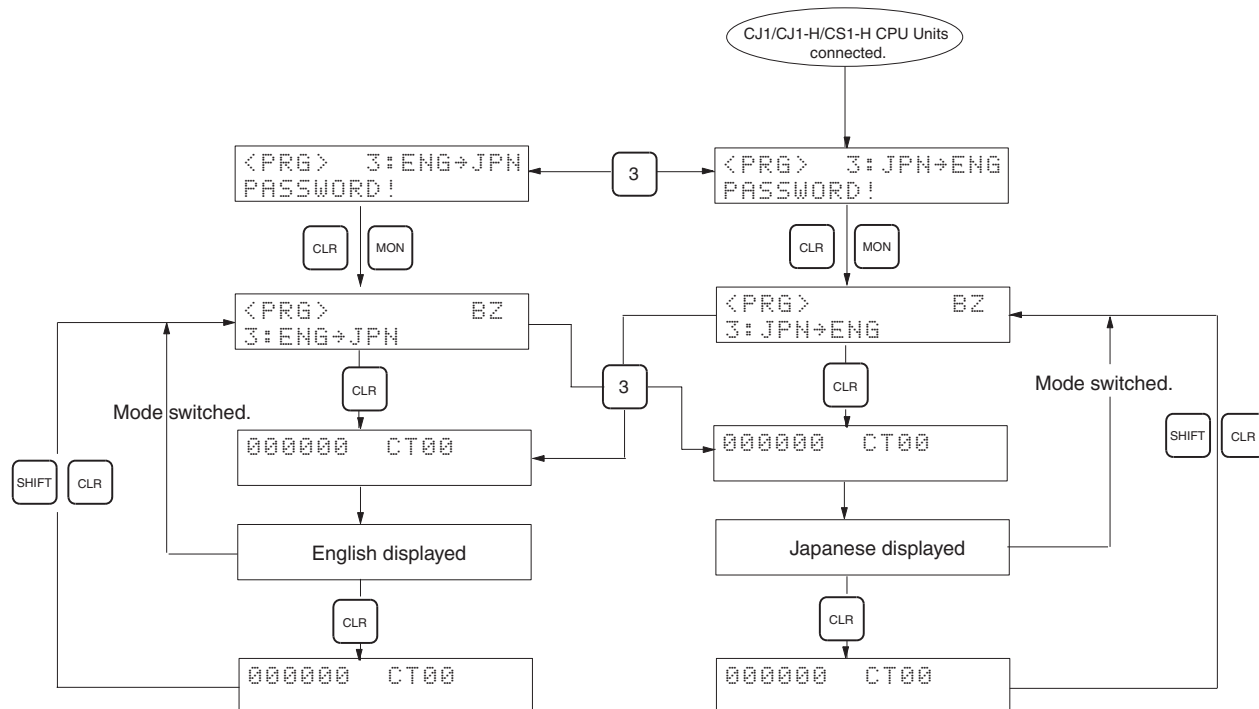 CJ1/CJ1-H/CS1-H CPU Units
connected.
<PRG> 3:ENG→JPN
PASSWORD!
3
<PRG> 3:JPN→ENG
PASSWORD!
CLR MON
CLR MON
<PRG> BZ
3:ENG→JPN
<PRG> BZ
3:JPN→ENG
CLR
3
CLR
Mode switched.
Mode switched.
000000 CT00
000000 CT00
SHIFT CLR
SHIFT CLR
English displayed
Japanese displayed
CLR
CLR
000000 CT00
000000 CT00